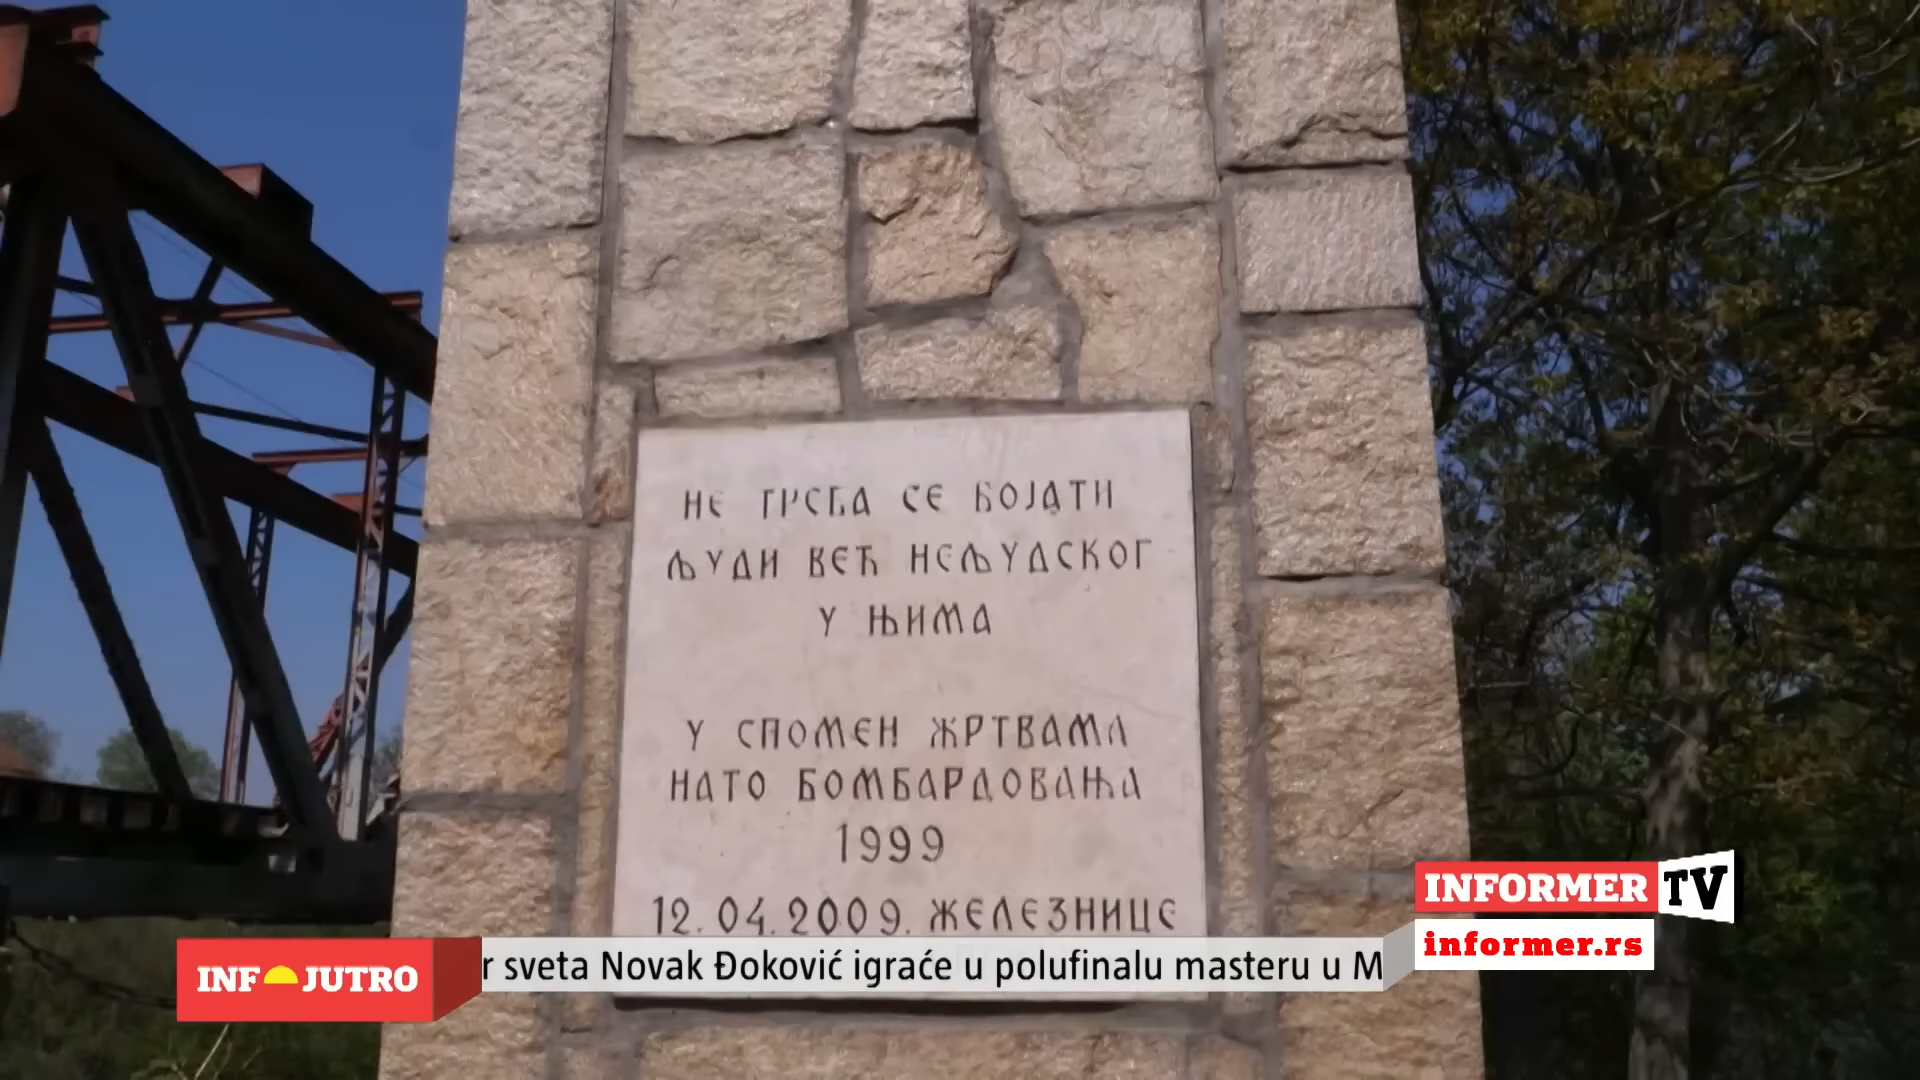 НЕ ТРЕБА СЕ БОЈАТИ
ЉУДИ ВЕЋ НЕЉУДСКОГ
У ЊИМА
У СПОМЕН ЖРТВАМА
НАТО БОМБАРДОВАЊА
1999
12.04.2009. ЖЕЛЕЗНИЦЕ
INFORMER TV
informer.rs
INF JUTRO
r sveta Novak Đoković igraće u polufinalu masteru u M